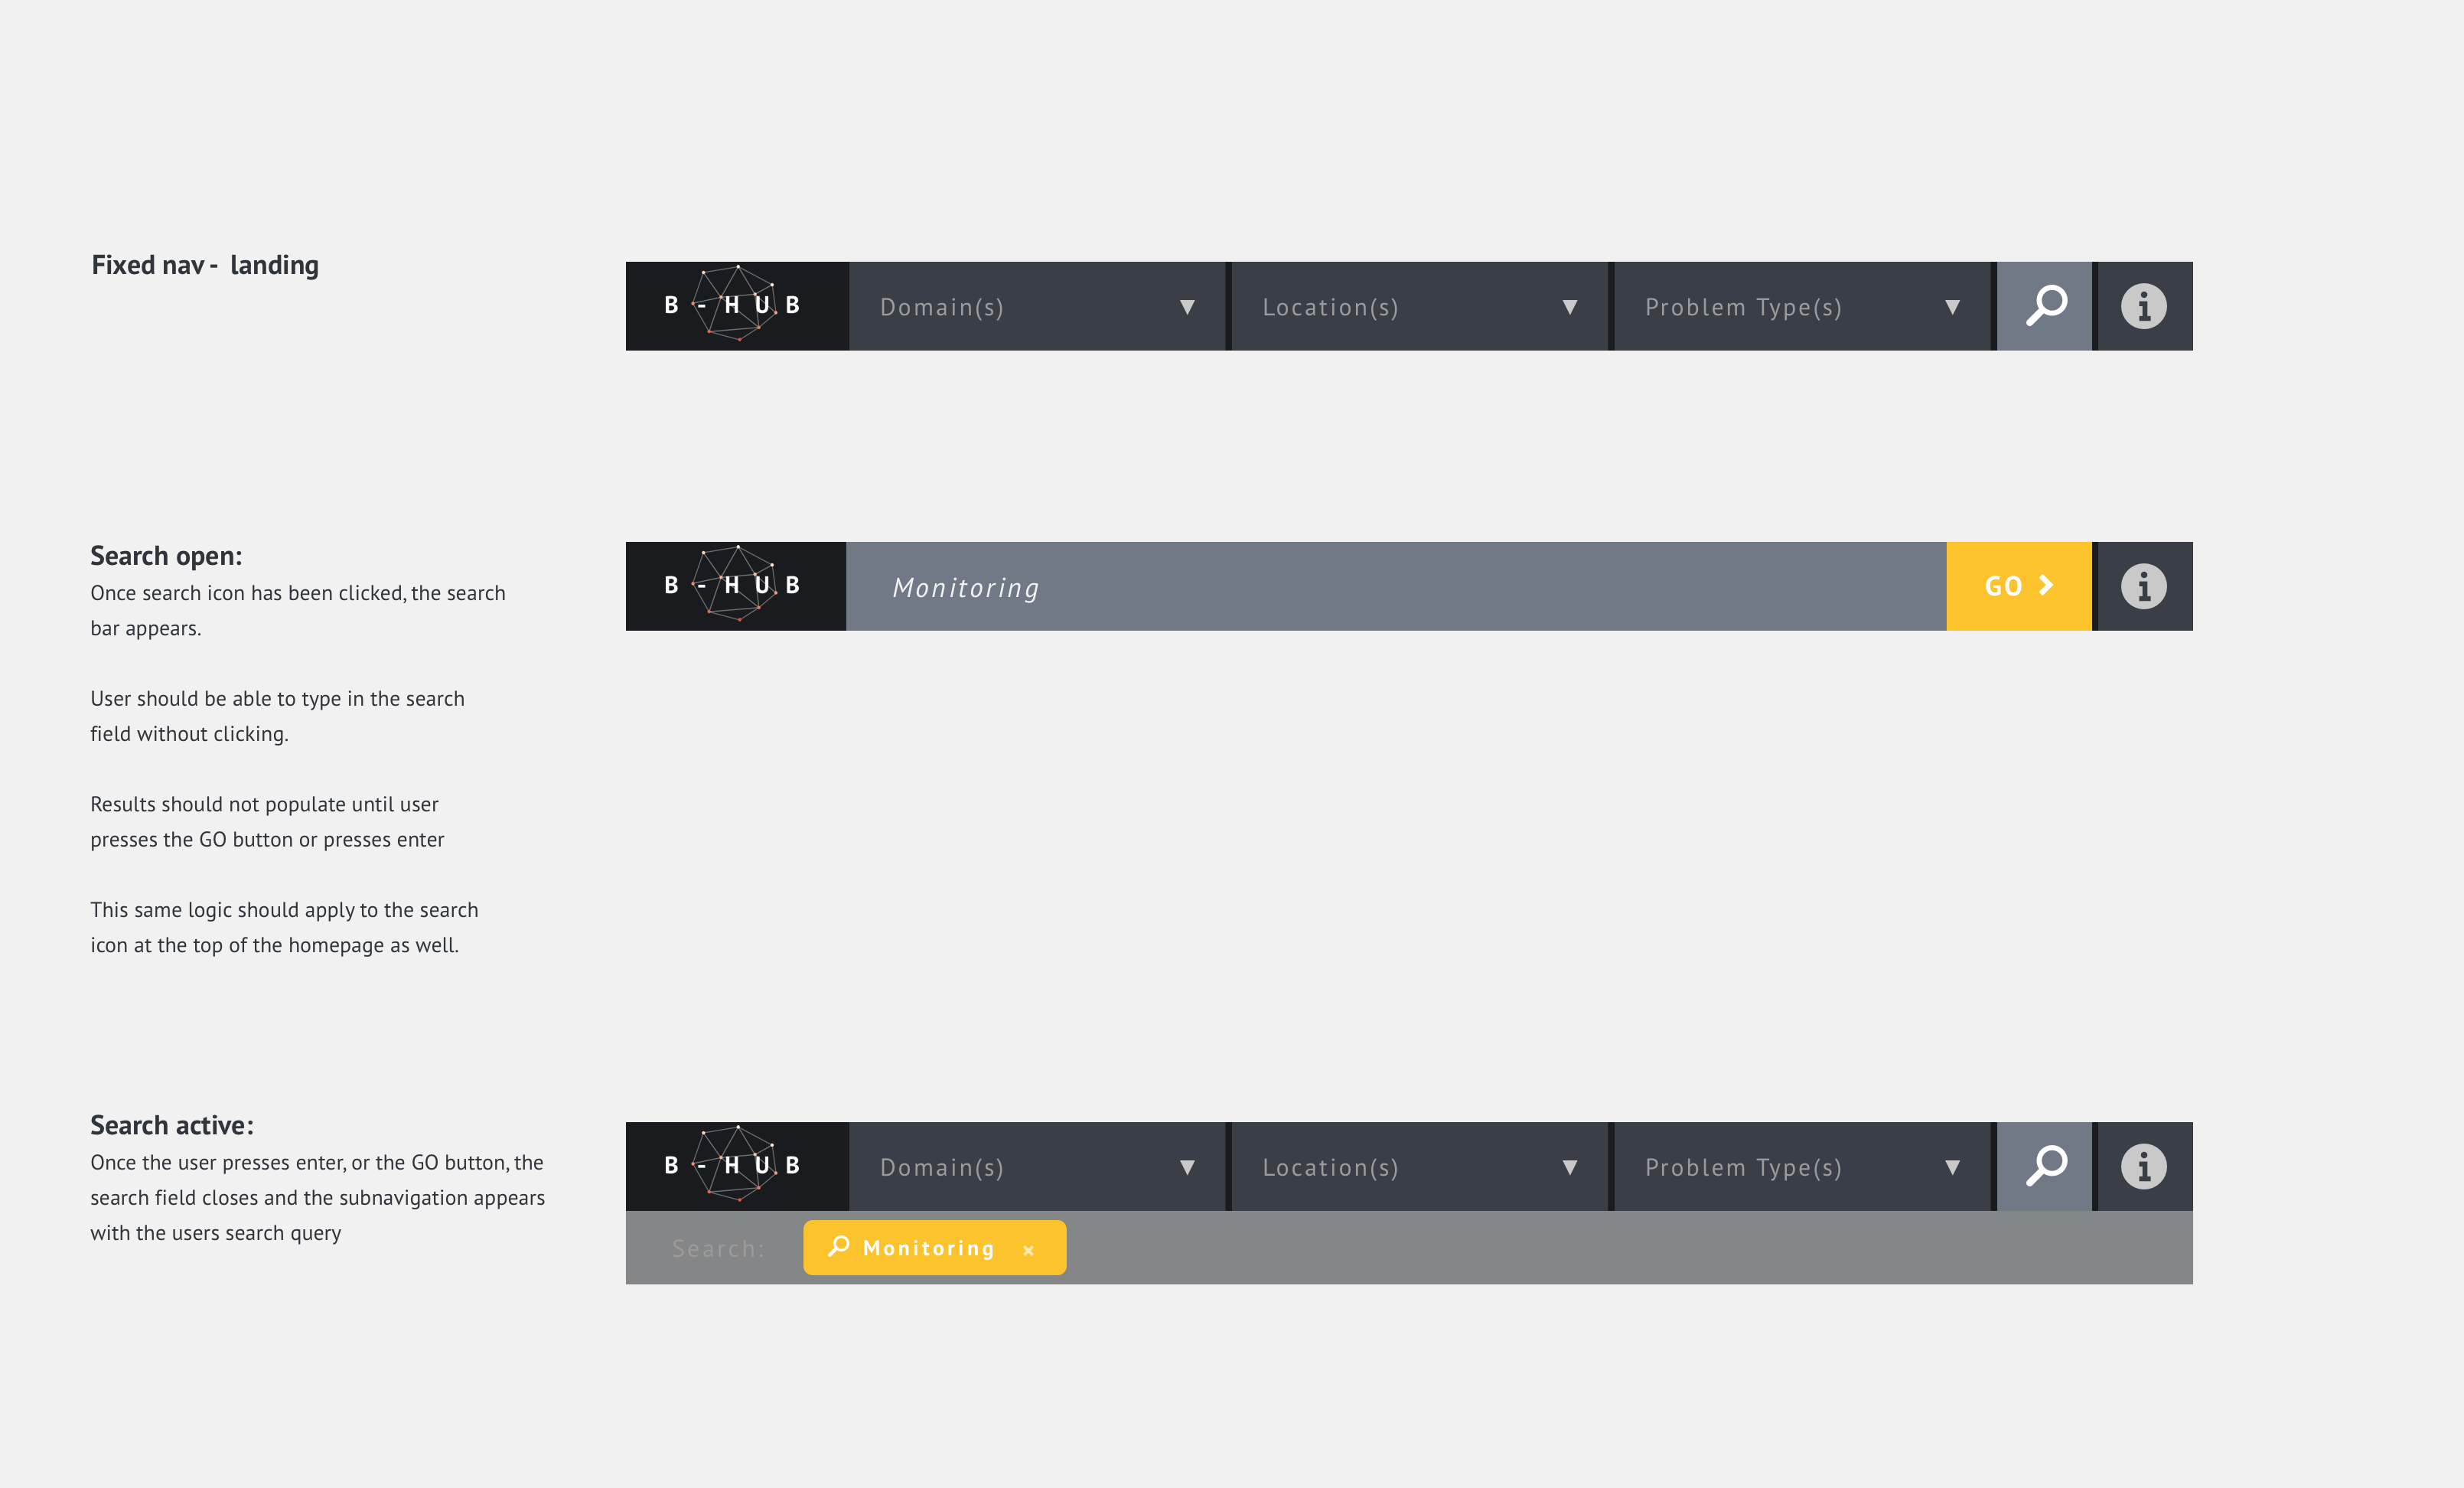 Fixed nav -  landing
B - H U B
Domain(s) ▼
Location(s) ▼
Problem Type(s) ▼
Search open:
Once search icon has been clicked, the search
bar appears.
User should be able to type in the search
field without clicking.
Results should not populate until user
presses the GO button or presses enter
This same logic should apply to the search
icon at the top of the homepage as well.
B - H U B
Monitoring
GO
Search active:
Once the user presses enter, or the GO button, the
search field closes and the subnavigation appears
with the users search query
B - H U B
Domain(s) ▼
Location(s) ▼
Problem Type(s) ▼
Search:
Monitoring ×